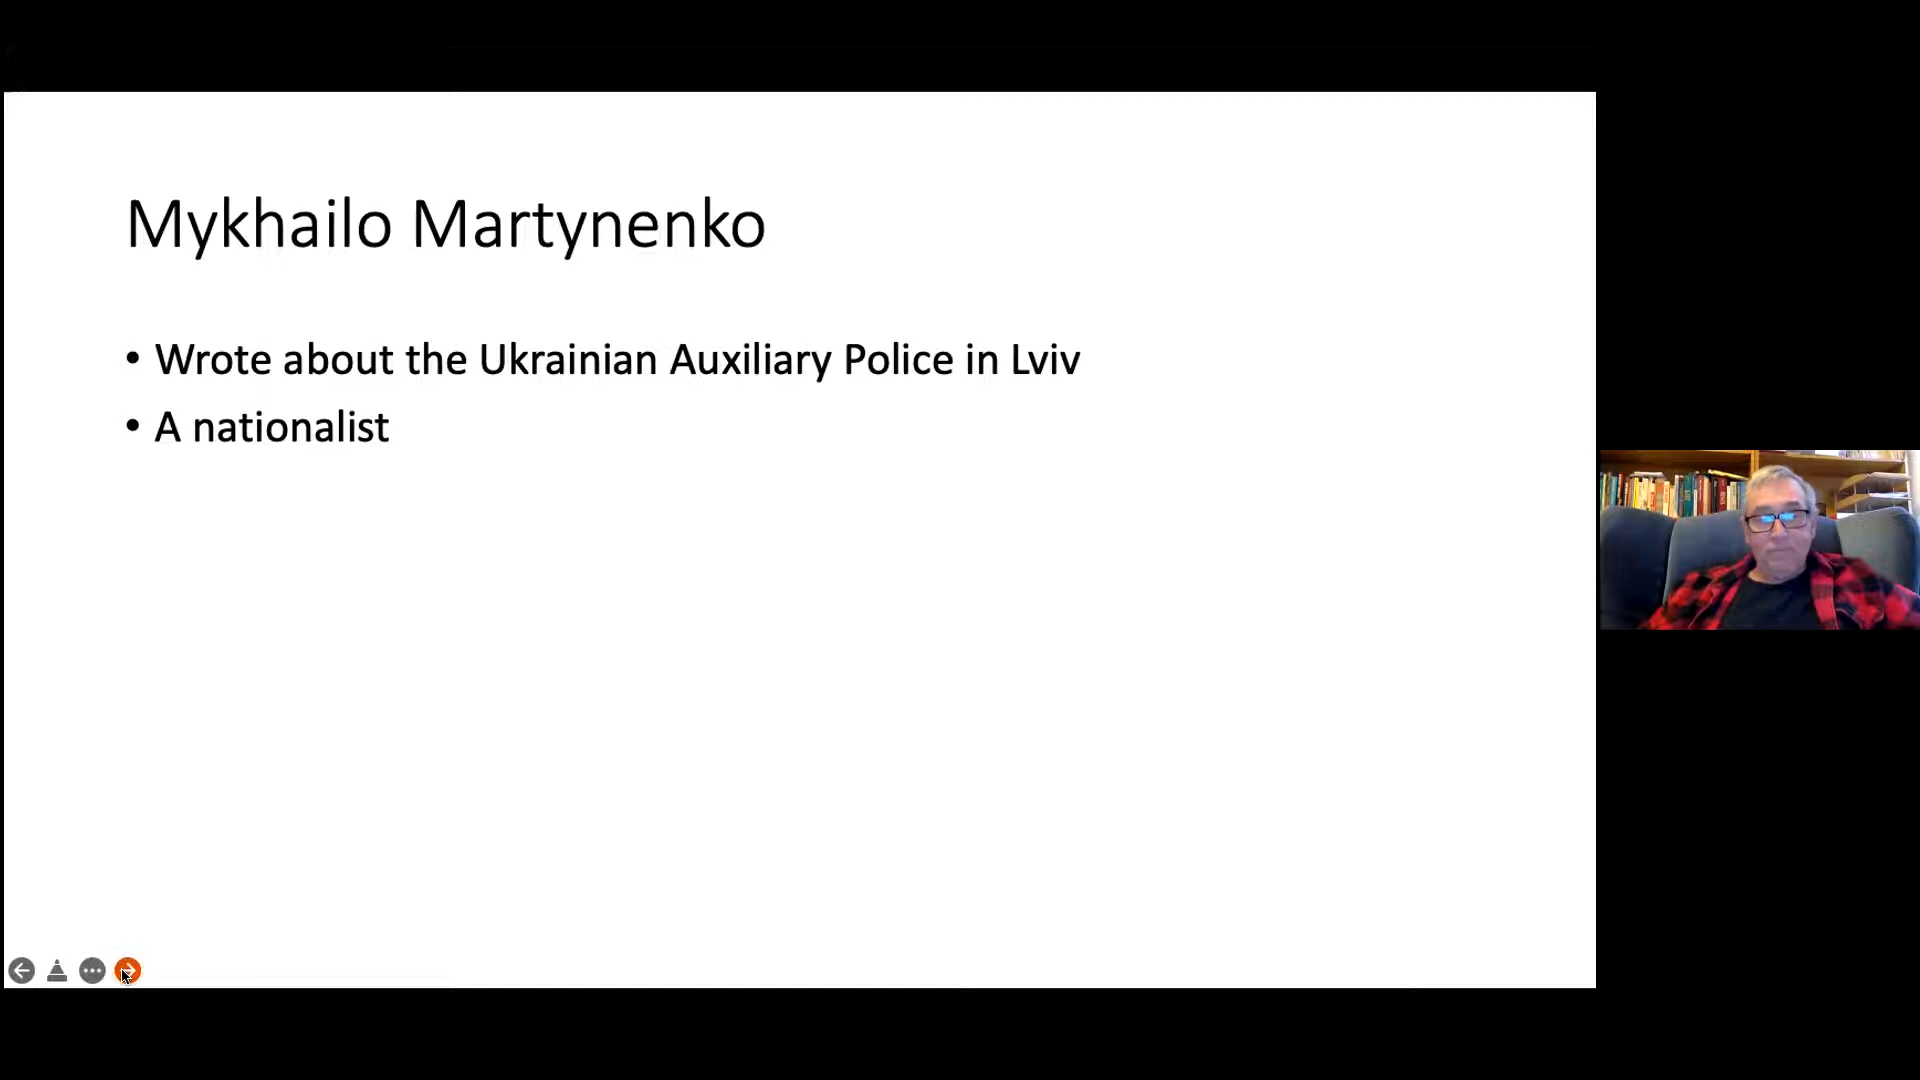 Mykhailo Martynenko
• Wrote about the Ukrainian Auxiliary Police in Lviv
• A nationalist